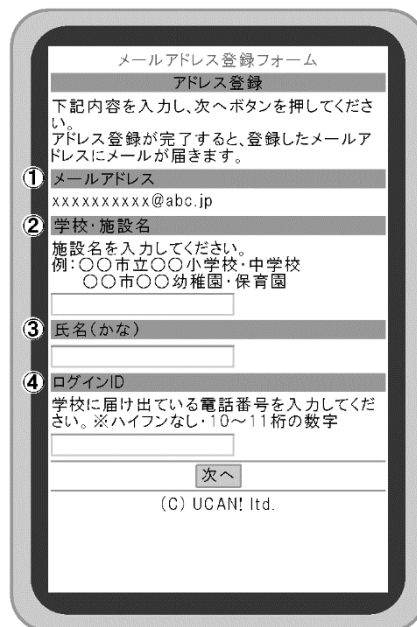 メールアドレス登録フォーム
アドレス登録
下記内容を入力し、次へボタンを押してくださ
い。
アドレス登録が完了すると、登録したメールア
ドレスにメールが届きます。
① メールアドレス
xxxxxxxxxx@abc.jp
② 学校・施設名
施設名を入力してください。
例：〇〇市立〇〇小学校・中学校
〇〇市〇〇幼稚園・保育園
③ 氏名(かな)
④ ログインID
学校に届け出ている電話番号を入力してくだ
さい。※ハイフンなし・10～11桁の数字
次へ
(C) UCAN! ltd.